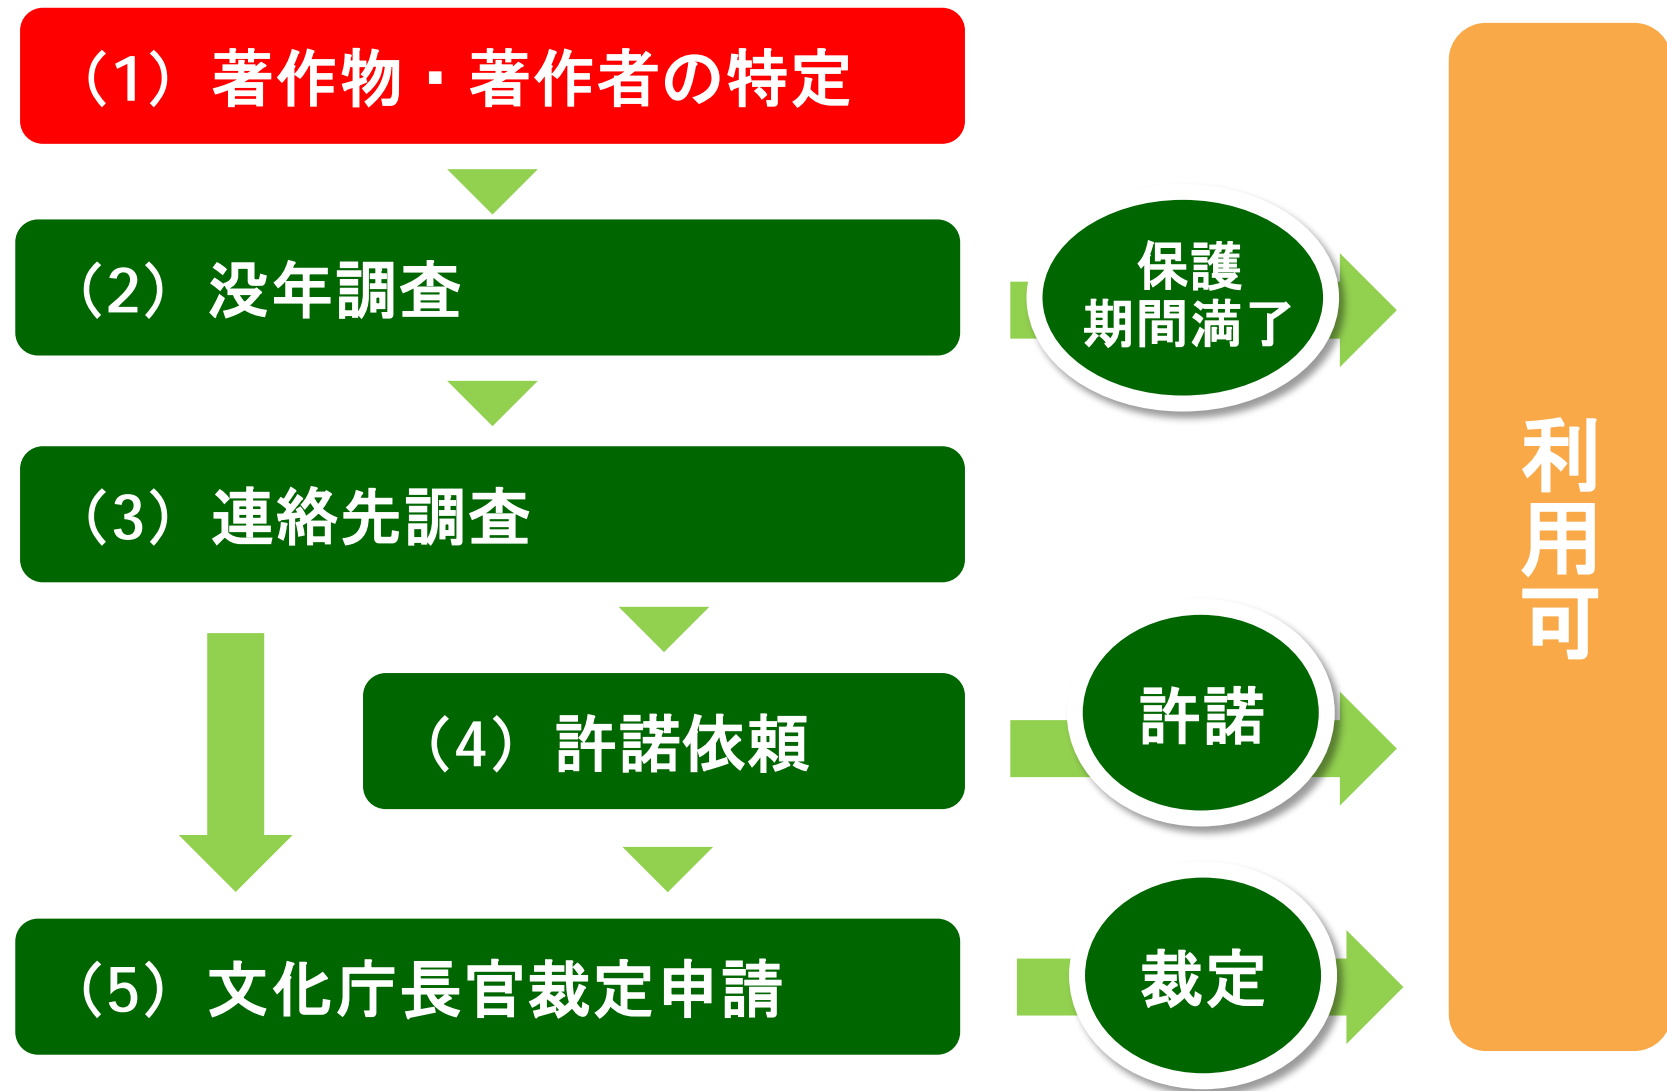 （1）著作物・著作者の特定
（2）没年調査
保護
期間満了
（3）連絡先調査
（4）許諾依頼
許諾
（5）文化庁長官裁定申請
裁定
利用可